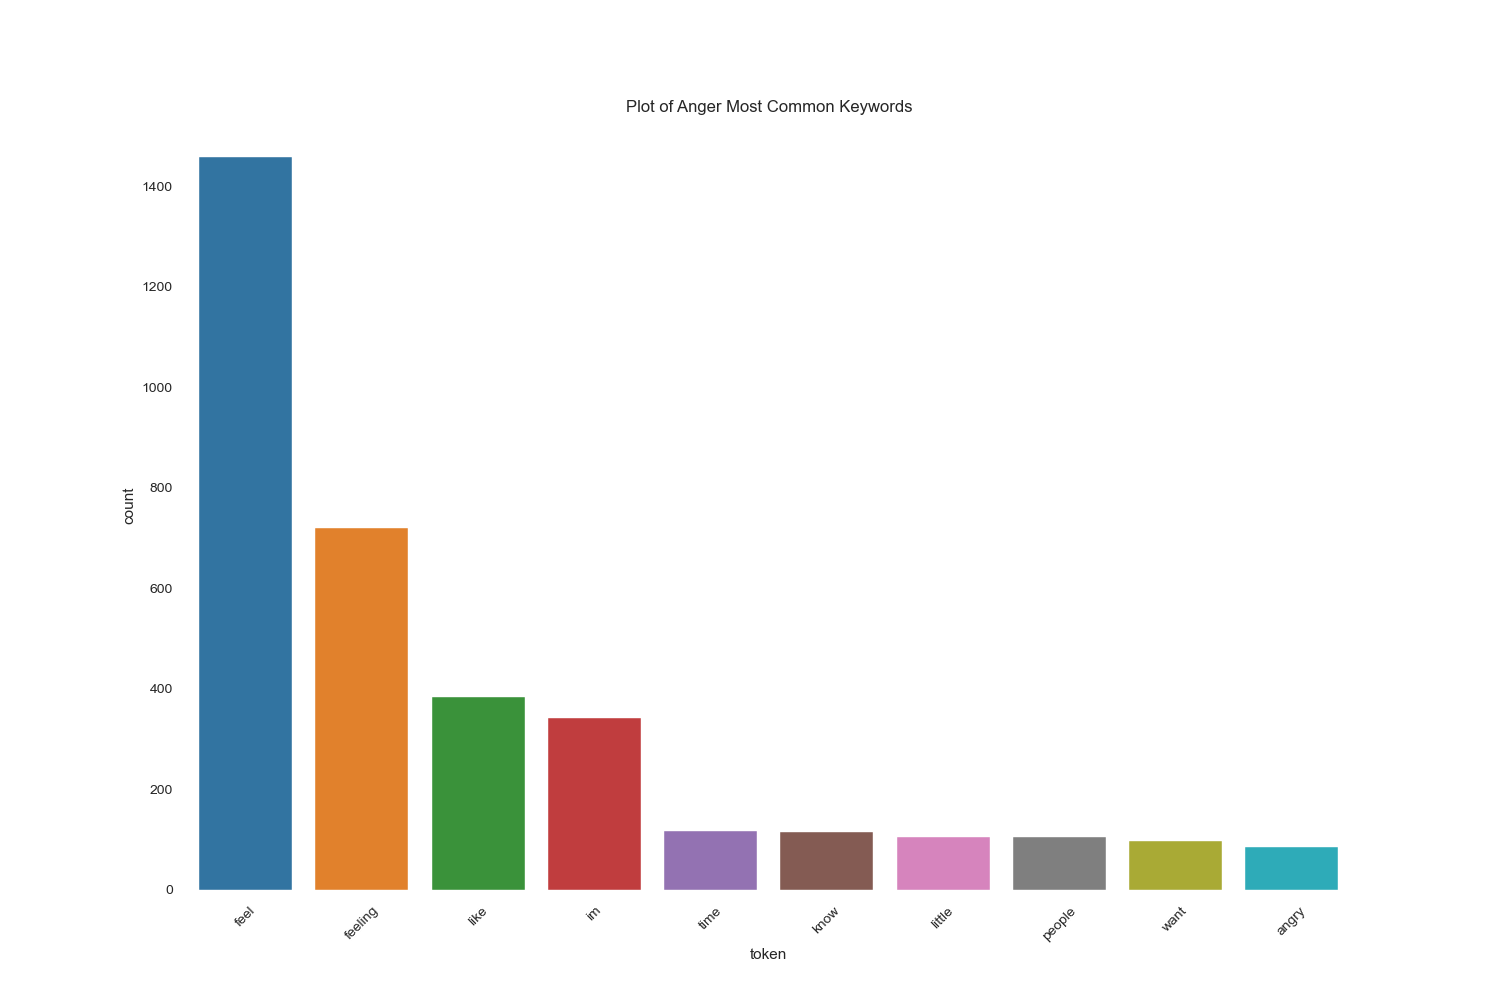 Plot of Anger Most Common Keywords
1400
1200
1000
800
600
400
200
0
count
feel
feeling
like
im
time
know
little
people
want
angry
token